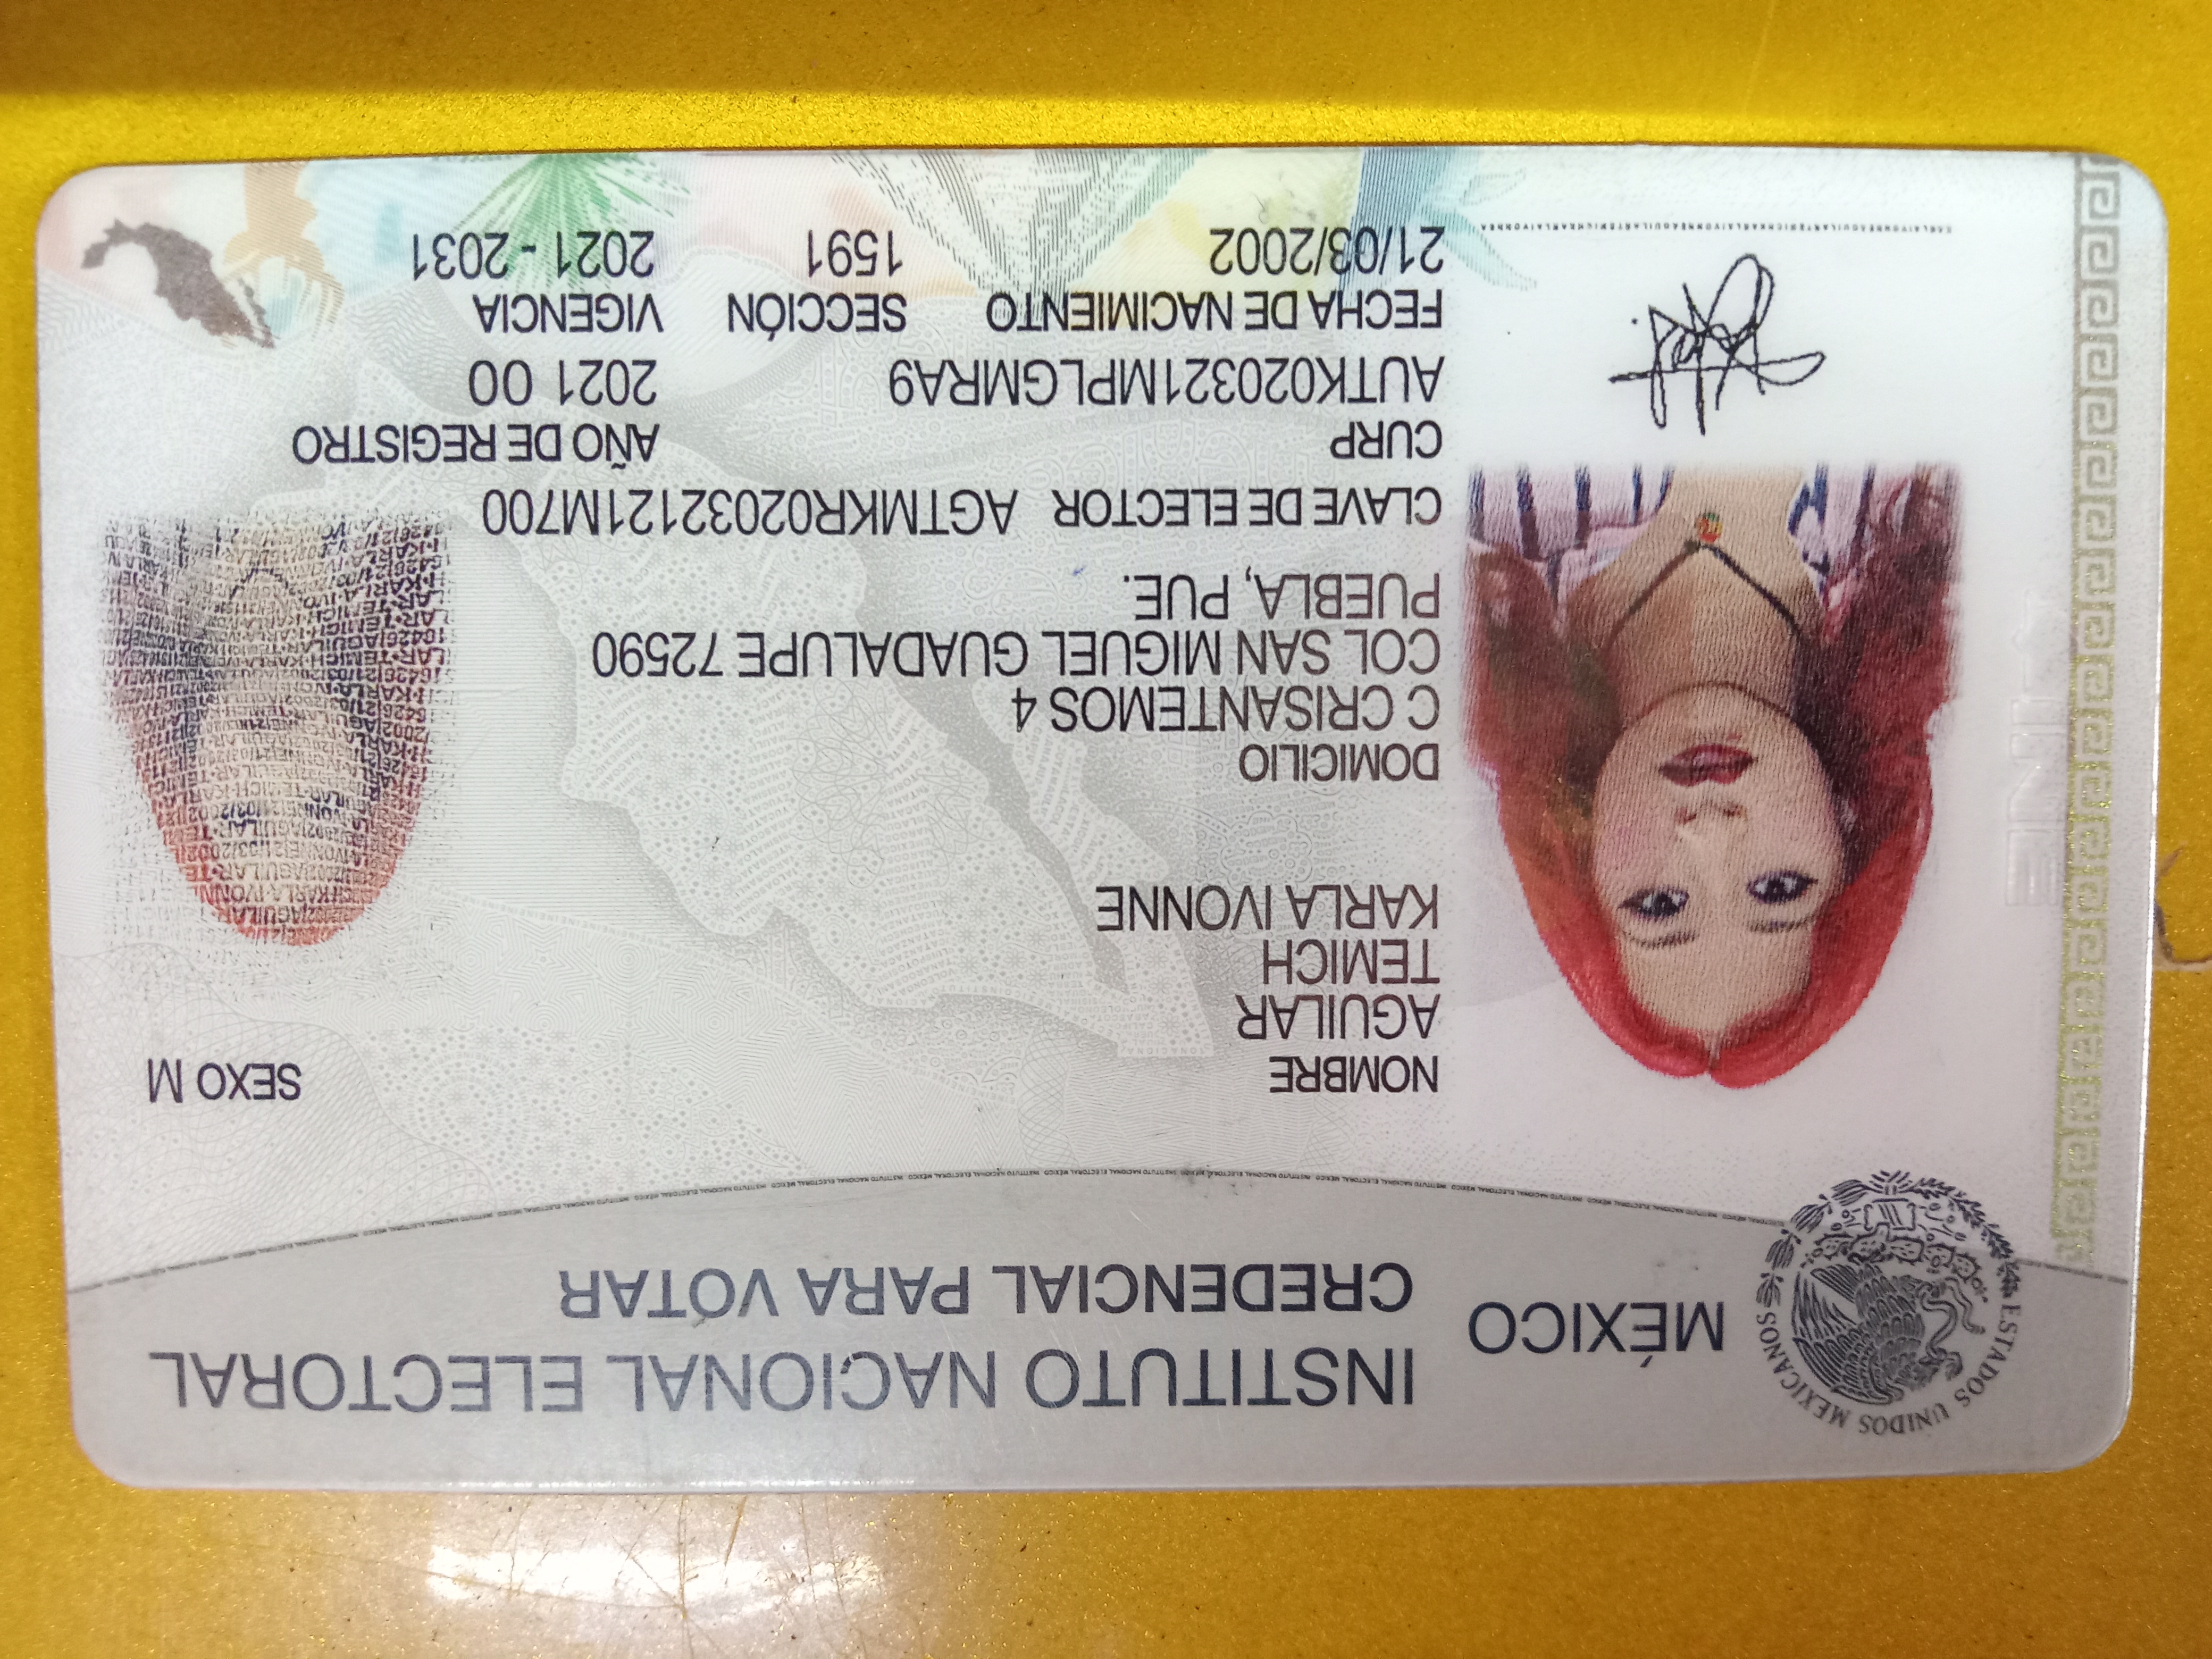 MÉXICO
INSTITUTO NACIONAL ELECTORAL
CREDENCIAL PARA VOTAR
ESTADOS UNIDOS MEXICANOS
NOMBRE
AGUILAR
TEMICH
KARLA IVONNE
SEXO M
DOMICILIO
C CRISANTEMOS 4
COL SAN MIGUEL GUADALUPE 72590
PUEBLA, PUE.
CLAVE DE ELECTOR AGTMKR02032121M700
CURP
AUTK020321MPLGMRA9
AÑO DE REGISTRO
2021 00
FECHA DE NACIMIENTO
21/03/2002
SECCIÓN
1591
VIGENCIA
2021 - 2031
INE